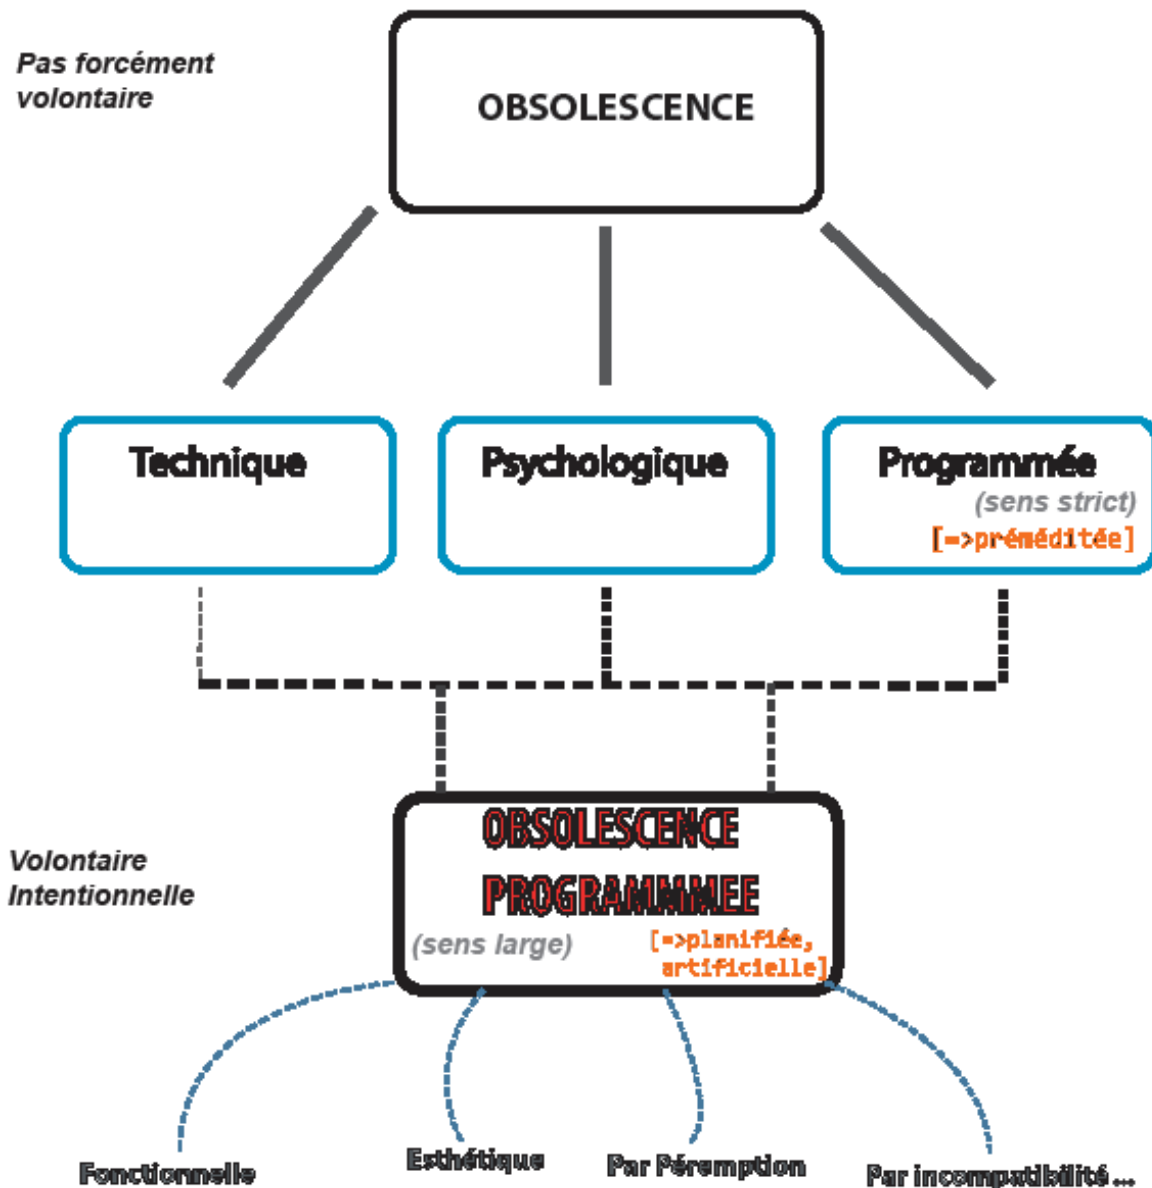 Pas forcément
volontaire
OBSOLESCENCE
Technique
Psychologique
Programmée
(sens strict)
[=>préméditée]
Volontaire
Intentionnelle
OBSOLESCENCE
PROGRAMMMEE
(sens large)
[=>planifiée,
artificielle]
Fonctionnelle
Esthétique
Par Péremption
Par incompatibilité ...